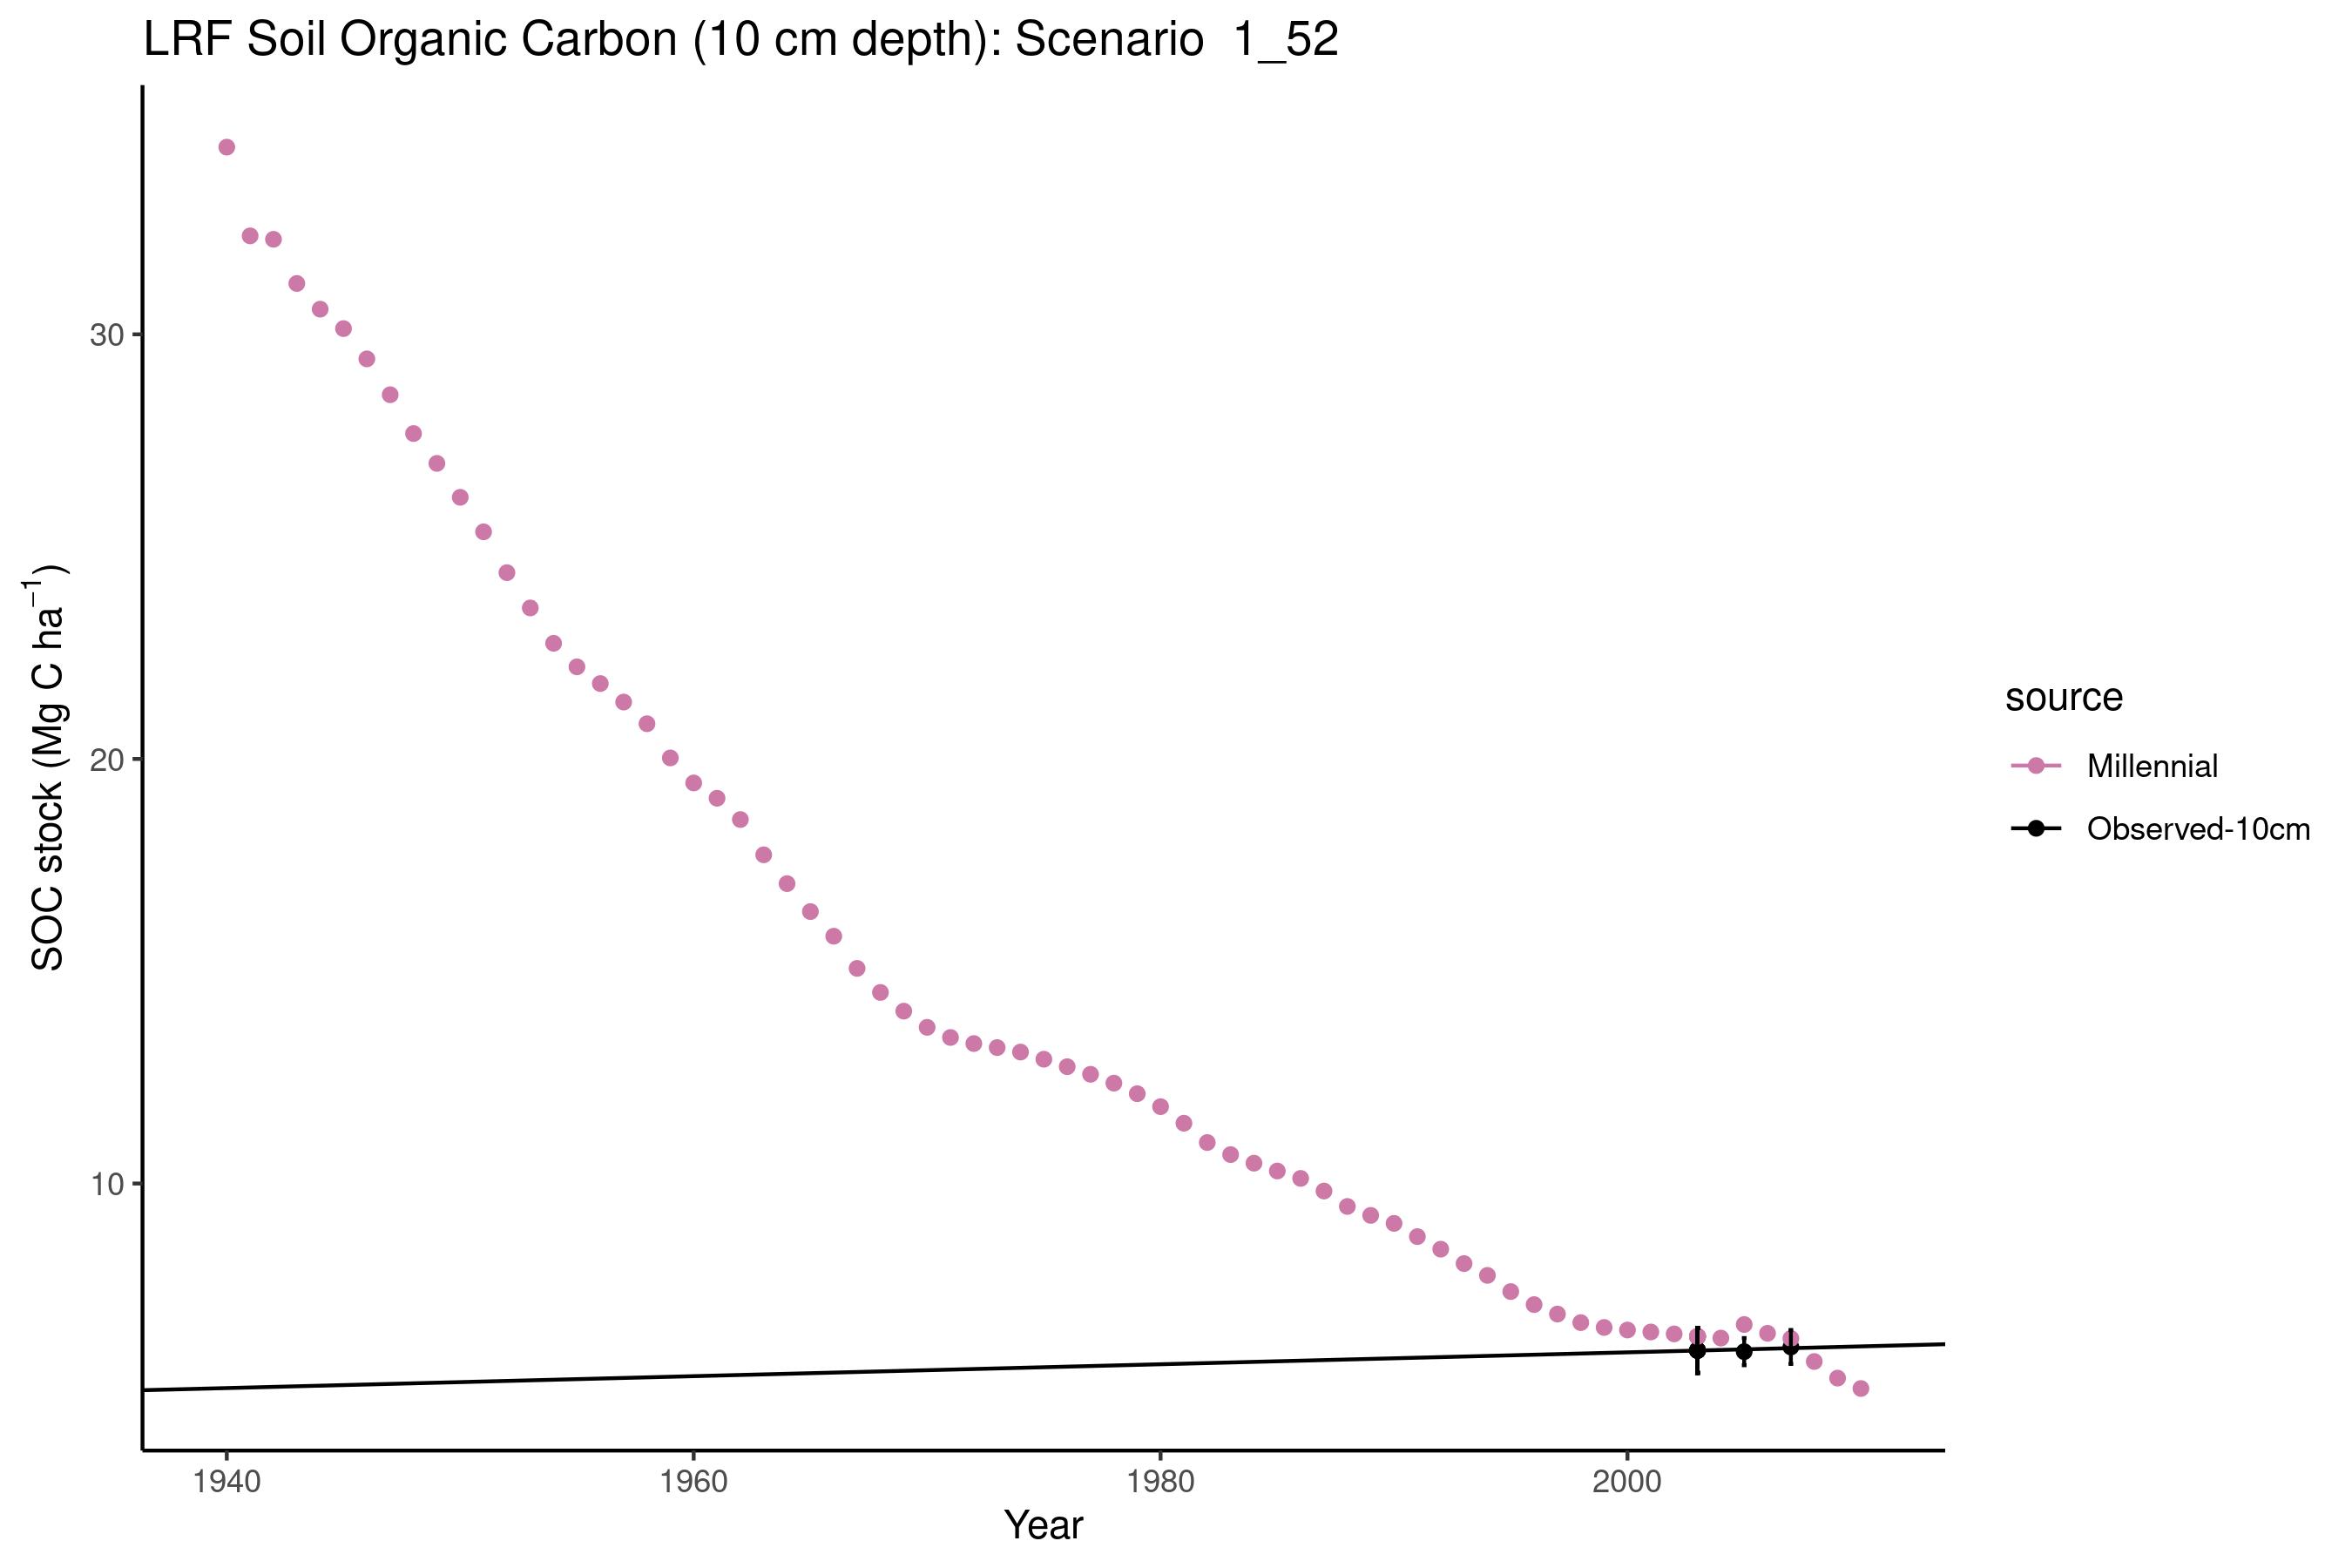 LRF Soil Organic Carbon (10 cm depth): Scenario  1_52
SOC stock (Mg C ha⁻¹)
30
20
10
1940
1960
1980
2000
Year
source
Millennial
Observed-10cm